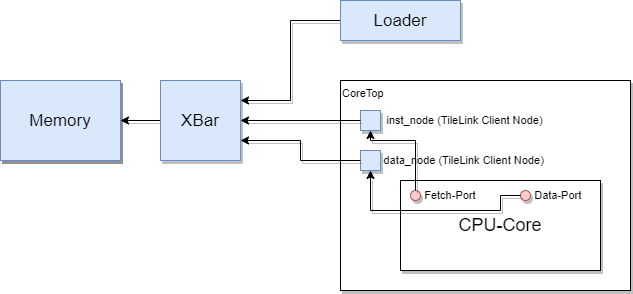 Loader
Memory
XBar
CoreTop
inst_node (TileLink Client Node)
data_node (TileLink Client Node)
Fetch-Port
Data-Port
CPU-Core